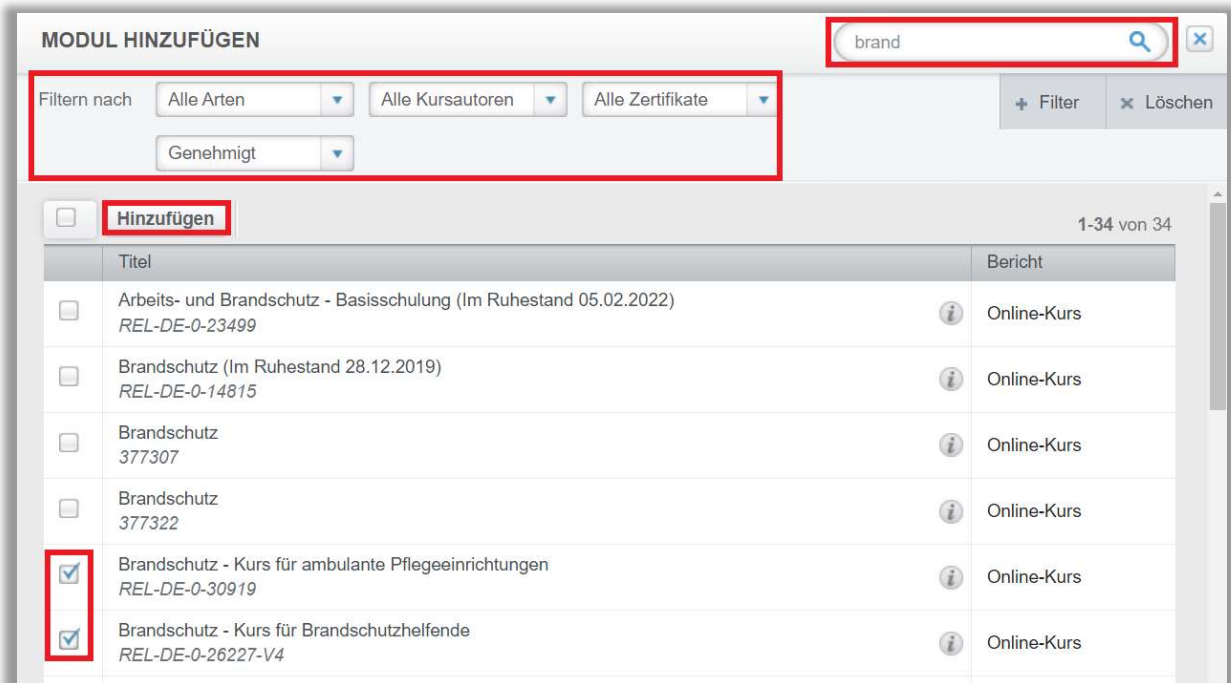 MODUL HINZUFÜGEN
brand
Filtern nach Alle Arten Alle Kursautoren Alle Zertifikate
+ Filter × Löschen
Genehmigt
Hinzufügen
1-34 von 34
Titel Bericht
Arbeits- und Brandschutz - Basisschulung (Im Ruhestand 05.02.2022)
REL-DE-0-23499
Online-Kurs
Brandschutz (Im Ruhestand 28.12.2019)
REL-DE-0-14815
Online-Kurs
Brandschutz
377307
Online-Kurs
Brandschutz
377322
Online-Kurs
Brandschutz - Kurs für ambulante Pflegeeinrichtungen
REL-DE-0-30919
Online-Kurs
Brandschutz - Kurs für Brandschutzhelfende
REL-DE-0-26227-V4
Online-Kurs